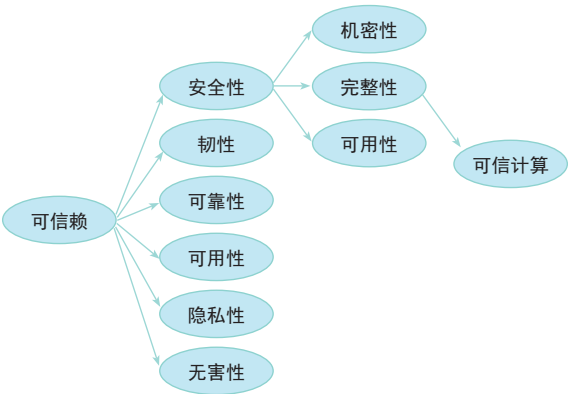 机密性
安全性
完整性
韧性
可用性
可信计算
可靠性
可信赖
可用性
隐私性
无害性